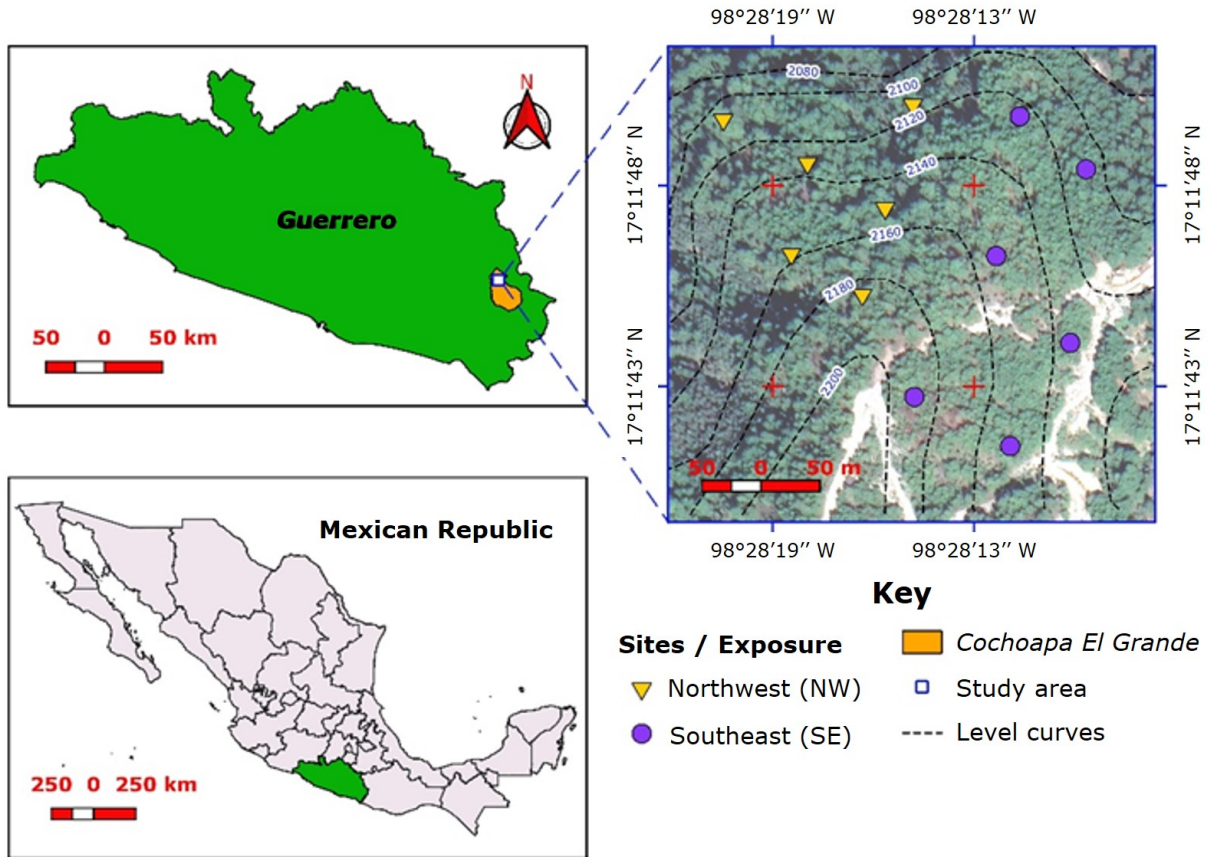 98°28’19’’ W
98°28’13’’ W
N
Guerrero
50 0 50 km
2080
2100
2120
2140
2160
2180
2200
17°11’48’’ N
17°11’48’’ N
17°11’43’’ N
17°11’43’’ N
50 0 50 m
98°28’19’’ W
98°28’13’’ W
Mexican Republic
250 0 250 km
Key
Sites / Exposure
Northwest (NW)
Southeast (SE)
Cochoapa El Grande
Study area
Level curves